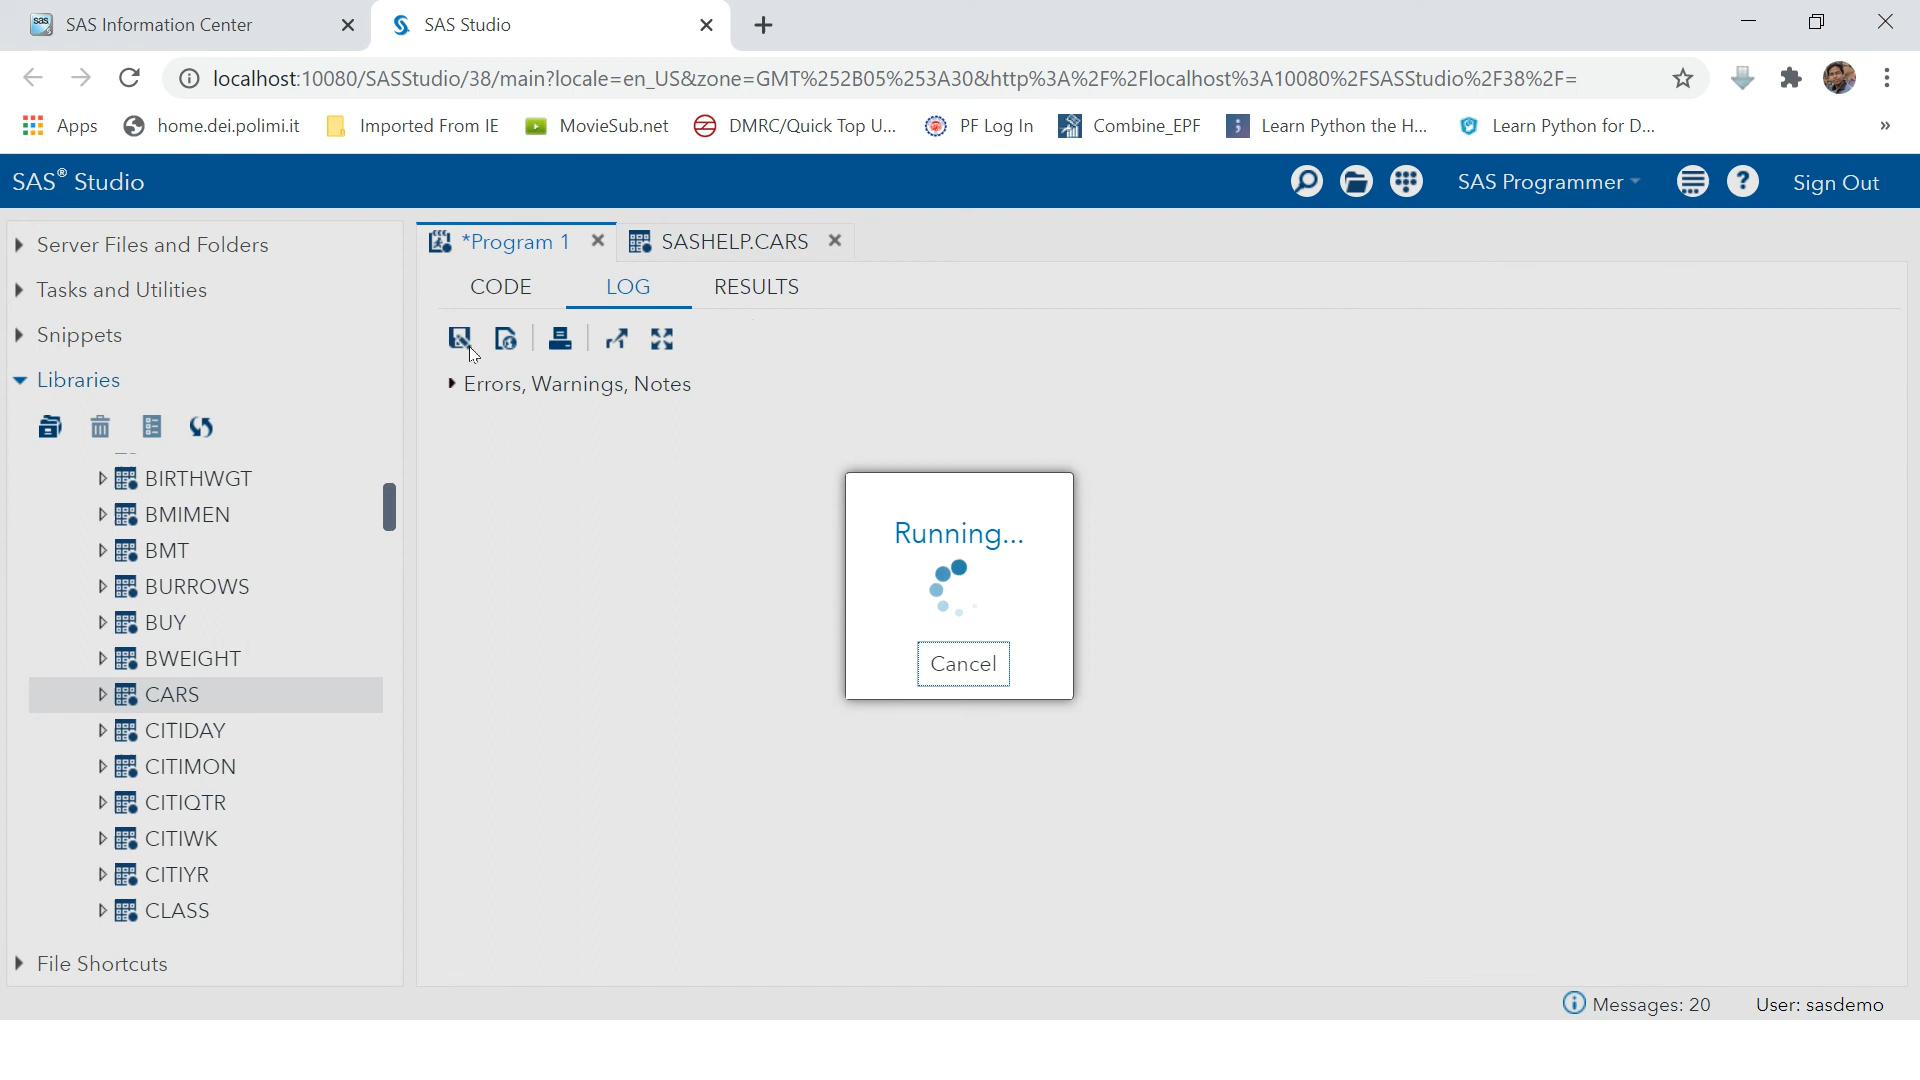 SAS Information Center
SAS Studio
localhost:10080/SASStudio/38/main?locale=en_US&zone=GMT%252B05%253A30&http%3A%2F%2Flocalhost%3A10080%2FSASStudio%2F38%2F=
Apps
home.dei.polimi.it
Imported From IE
MovieSub.net
DMRC/Quick Top U...
PF Log In
Combine_EPF
Learn Python the H...
Learn Python for D...
»
SAS® Studio
SAS Programmer
Sign Out
Server Files and Folders
Tasks and Utilities
Snippets
Libraries
BIRTHWGT
BMIMEN
BMT
BURROWS
BUY
BWEIGHT
CARS
CITIDAY
CITIMON
CITIQTR
CITIWK
CITIYR
CLASS
File Shortcuts
*Program 1
SASHELP.CARS
CODE
LOG
RESULTS
Errors, Warnings, Notes
Running...
Cancel
Messages: 20
User: sasdemo